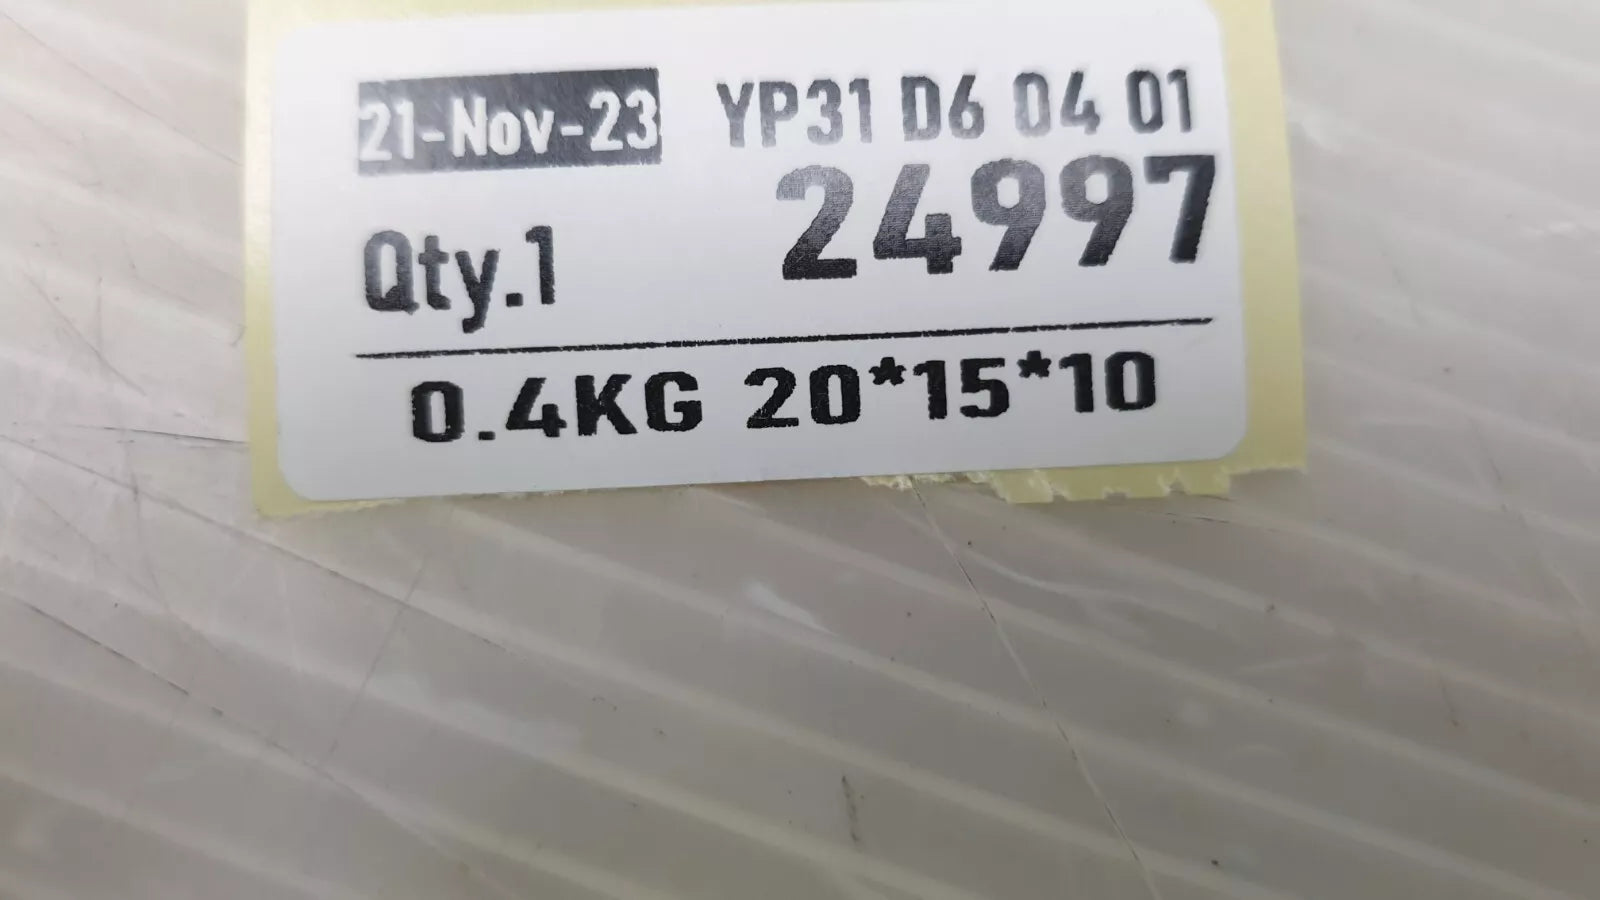 21-Nov-23 YP31 D6 04 01
24997
Qty.1
0.4KG 20*15*10